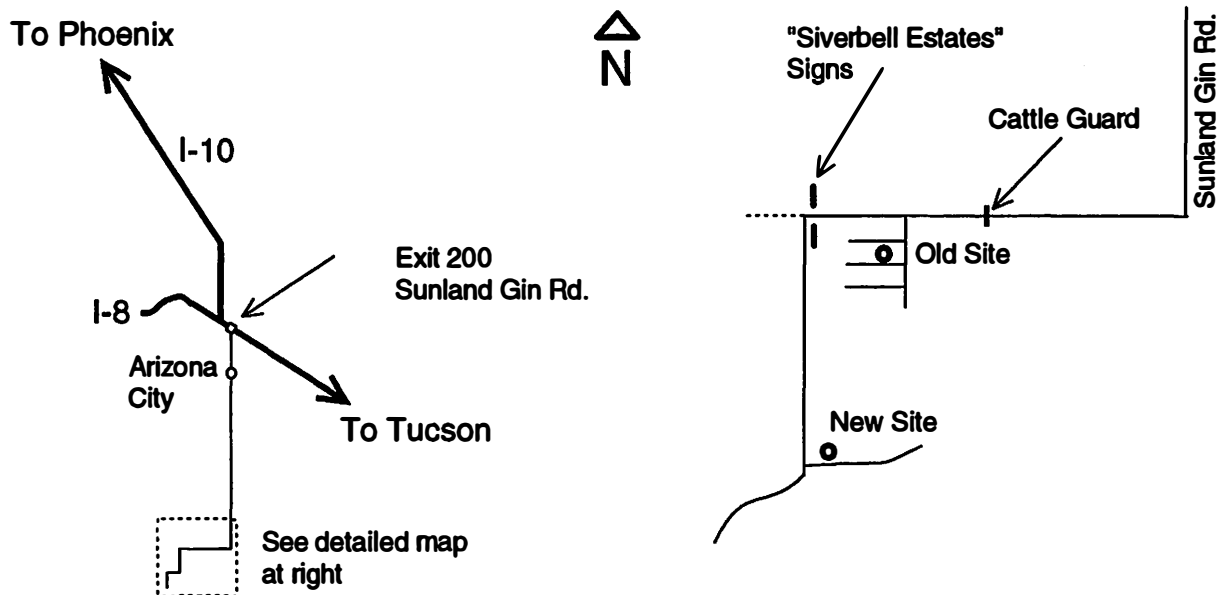 To Phoenix
I-10
I-8
Exit 200
Sunland Gin Rd.
Arizona
City
To Tucson
See detailed map
at right
N
"Siverbell Estates"
Signs
Cattle Guard
Sunland Gin Rd.
Old Site
New Site